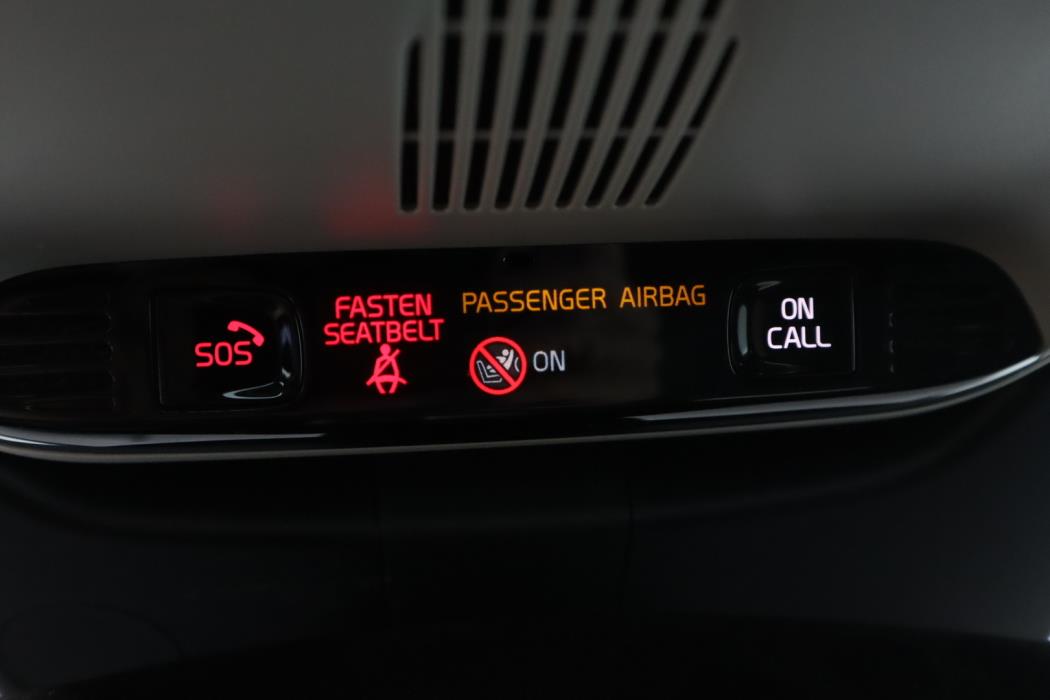 SOS
FASTEN
SEATBELT
PASSENGER AIRBAG
ON
ON
CALL